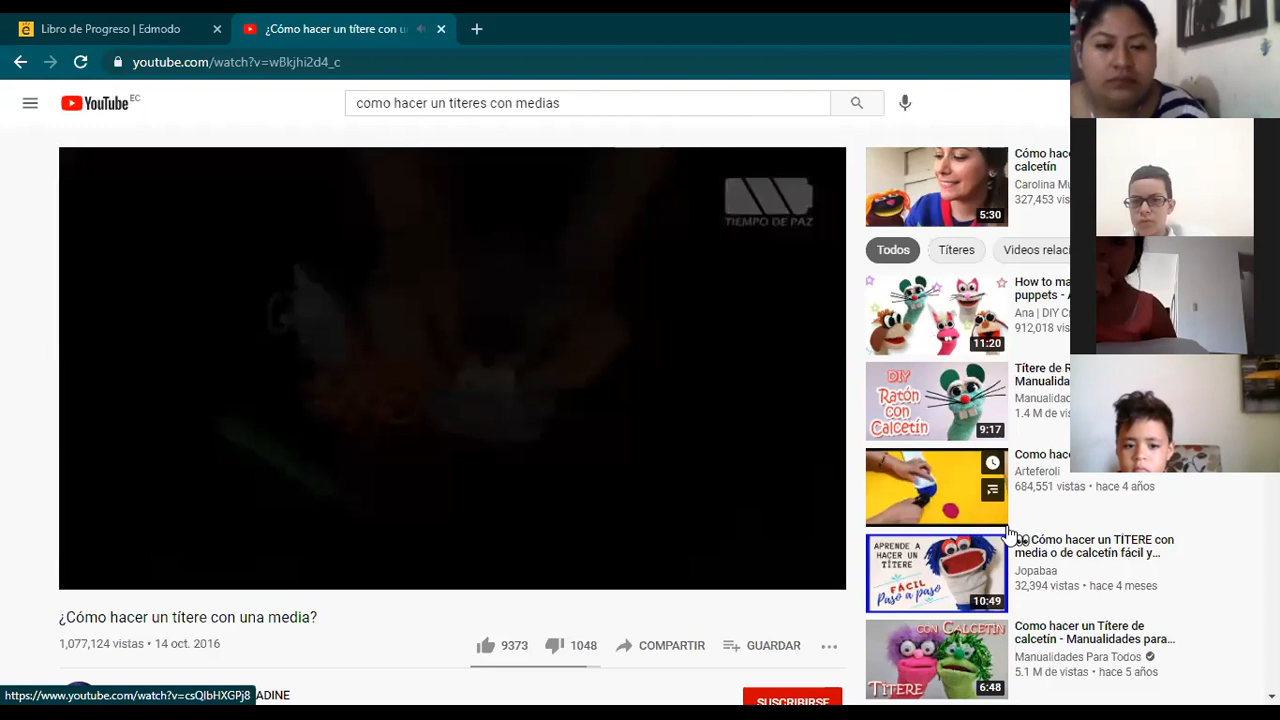 Libro de Progreso | Edmodo
¿Cómo hacer un títere con u
youtube.com/watch?v=wBkjhi2d4_c
YouTube EC
como hacer un titeres con medias
TIEMPO DE PAZ
¿Cómo hacer un títere con una media?
1,077,124 vistas • 14 oct. 2016
9373
1048
COMPARTIR
GUARDAR
ADINE
SUSCRIBIRSE
https://www.youtube.com/watch?v=csQlbHXGPj8
Cómo hace
calcetín
Carolina Mu
327,453 vis
5:30
Todos
Títeres
Videos relaci
How to ma
puppets - A
Ana | DIY Cr
912,018 vis
11:20
DIY
Ratón
con
Calcetín
9:17
Títere de R
Manualida
Manualidad
1.4 M de vis
Como hace
Arteferoli
684,551 vistas • hace 4 años
APRENDE A
HACER UN
TÍTERE
FÁCIL
Paso a paso
10:49
Cómo hacer un TÍTERE con
media o de calcetín fácil y...
Jopabaa
32,394 vistas • hace 4 meses
CON CALCETIN
TÍTERE
6:48
Como hacer un Títere de
calcetín - Manualidades para...
Manualidades Para Todos
5.1 M de vistas • hace 5 años